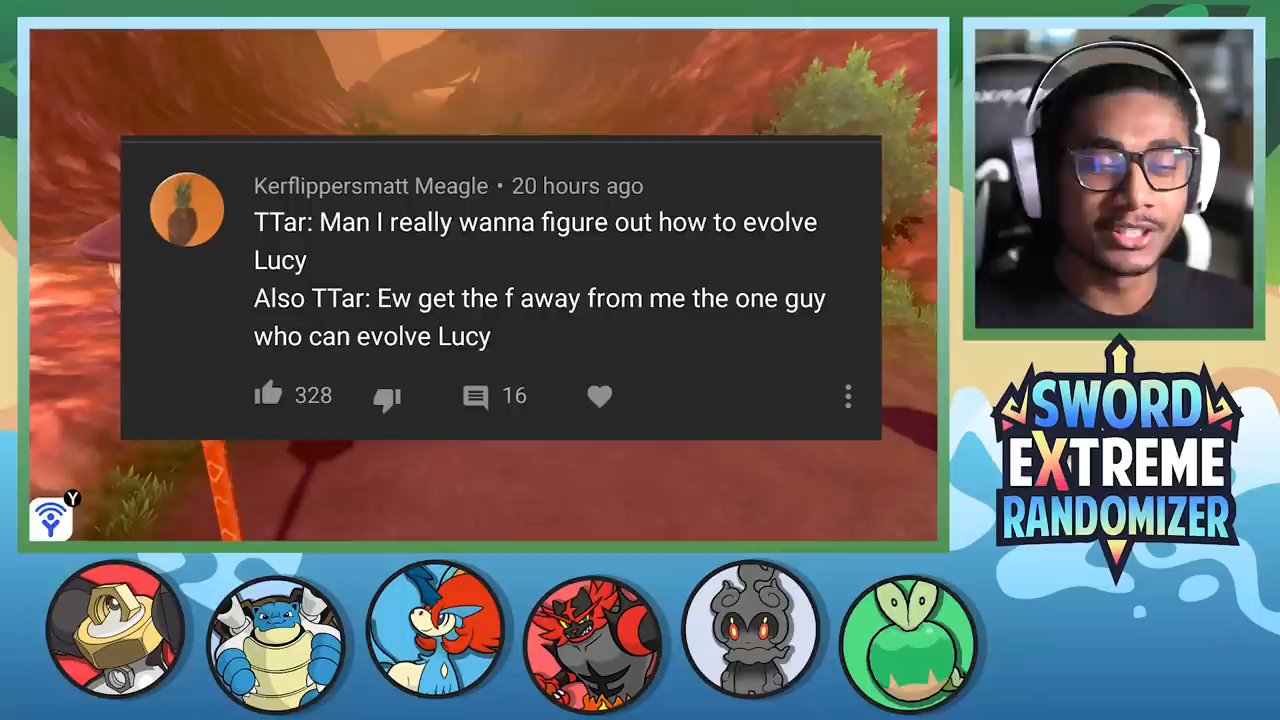 Kerflippersmatt Meagle • 20 hours ago
TTar: Man I really wanna figure out how to evolve
Lucy
Also TTar: Ew get the f away from me the one guy
who can evolve Lucy
328
16
Y
SWORD
EXTREME
RANDOMIZER